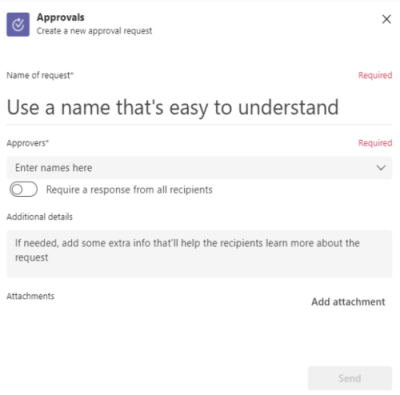 Approvals
Create a new approval request
Name of request*
Required
Use a name that's easy to understand
Approvers*
Required
Enter names here
Require a response from all recipients
Additional details
If needed, add some extra info that'll help the recipients learn more about the
request
Attachments
Add attachment
Send